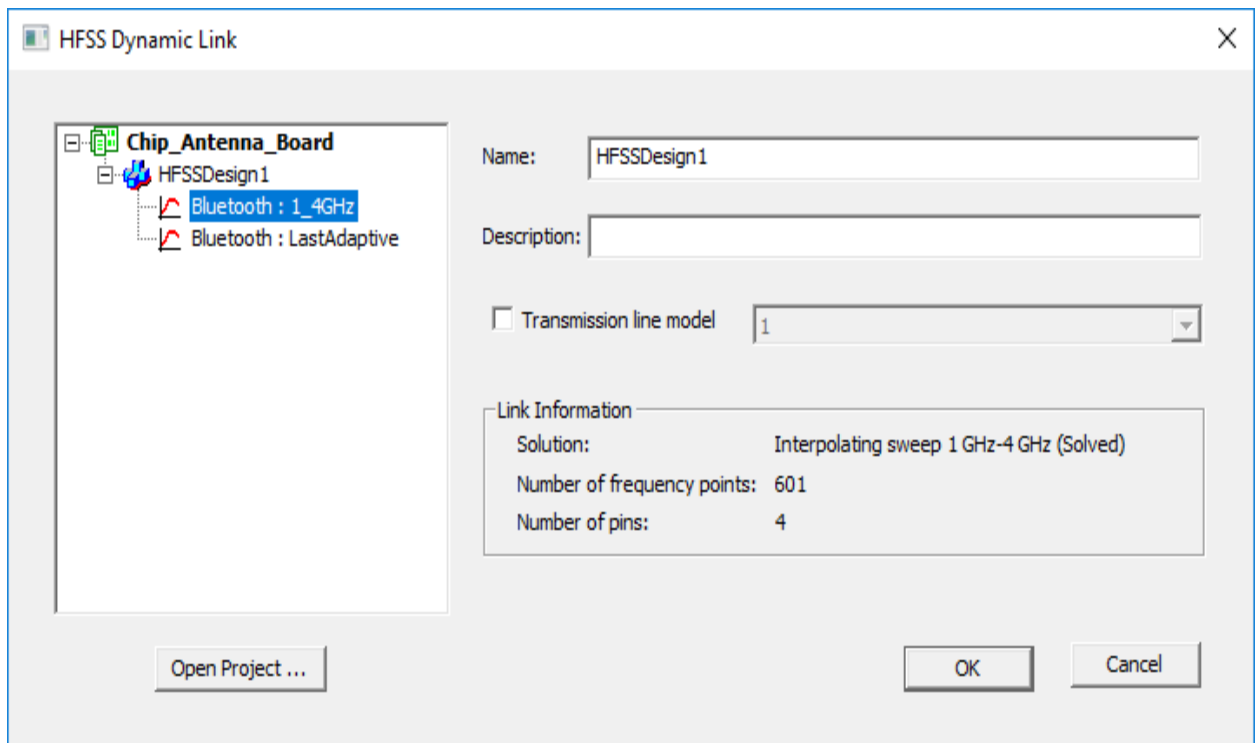 HFSS Dynamic Link
Chip_Antenna_Board
HFSSDesign1
Bluetooth : 1_4GHz
Bluetooth : LastAdaptive
Open Project ...
Name: HFSSDesign1
Description:
Transmission line model 1
Link Information
Solution: Interpolating sweep 1 GHz-4 GHz (Solved)
Number of frequency points: 601
Number of pins: 4
OK Cancel